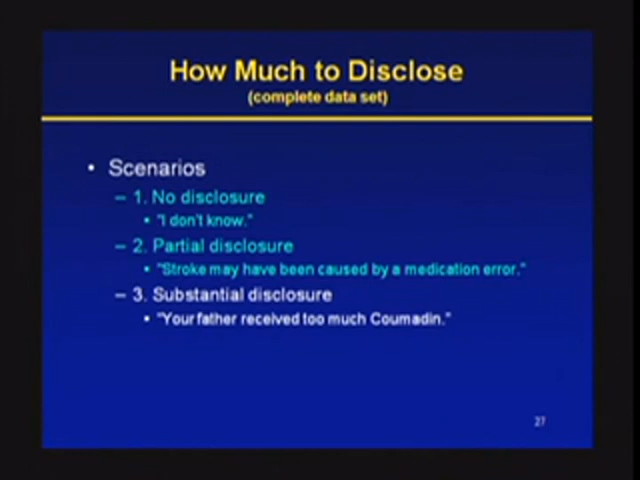 How Much to Disclose
(complete data set)
• Scenarios
– 1. No disclosure
• "I don't know."
– 2. Partial disclosure
• "Stroke may have been caused by a medication error."
– 3. Substantial disclosure
• "Your father received too much Coumadin."
27